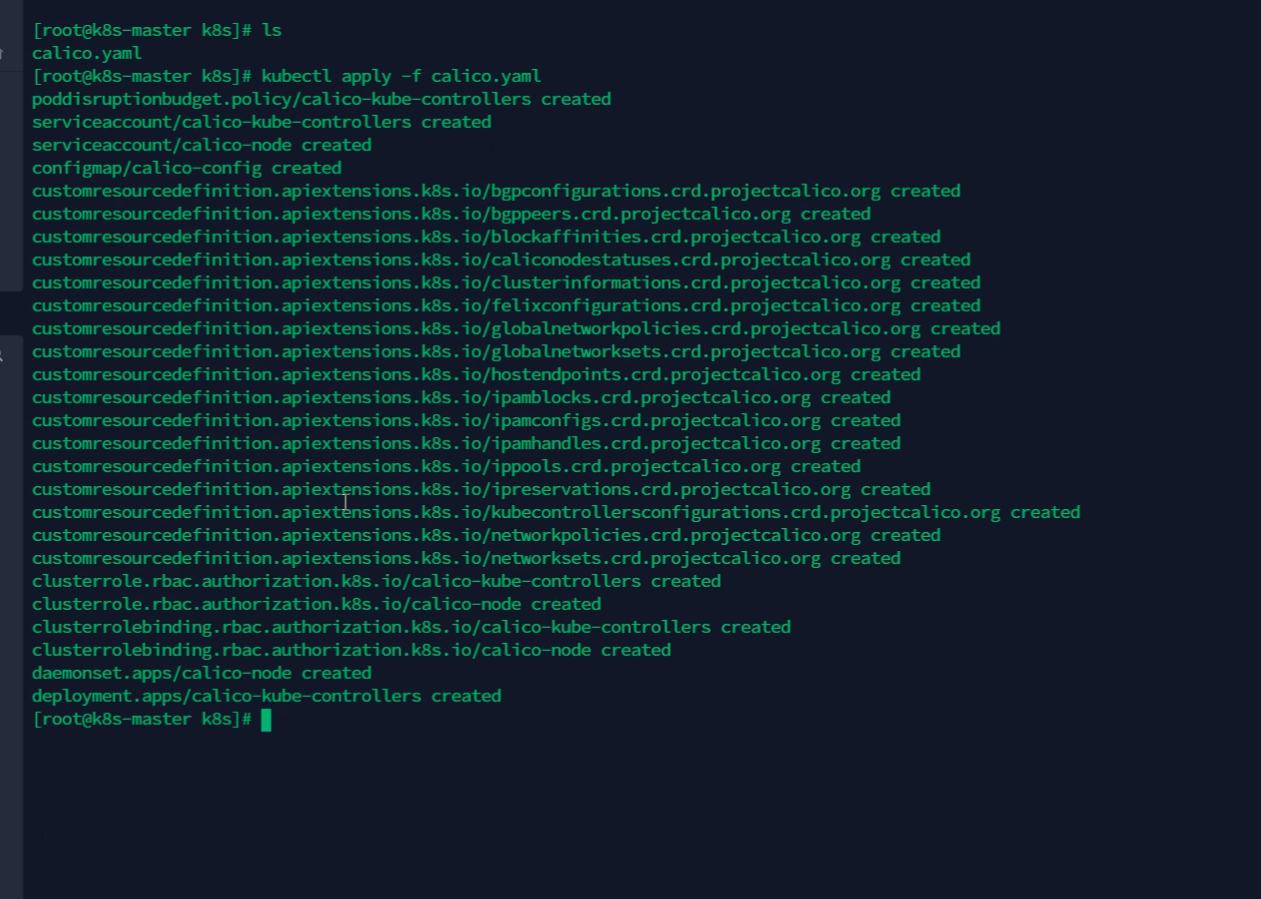 [root@k8s-master k8s]# ls
calico.yaml
[root@k8s-master k8s]# kubectl apply -f calico.yaml
poddisruptionbudget.policy/calico-kube-controllers created
serviceaccount/calico-kube-controllers created
serviceaccount/calico-node created
configmap/calico-config created
customresourcedefinition.apiextensions.k8s.io/bgpconfigurations.crd.projectcalico.org created
customresourcedefinition.apiextensions.k8s.io/bgppeers.crd.projectcalico.org created
customresourcedefinition.apiextensions.k8s.io/blockaffinities.crd.projectcalico.org created
customresourcedefinition.apiextensions.k8s.io/caliconodestatuses.crd.projectcalico.org created
customresourcedefinition.apiextensions.k8s.io/clusterinformations.crd.projectcalico.org created
customresourcedefinition.apiextensions.k8s.io/felixconfigurations.crd.projectcalico.org created
customresourcedefinition.apiextensions.k8s.io/globalnetworkpolicies.crd.projectcalico.org created
customresourcedefinition.apiextensions.k8s.io/globalnetworksets.crd.projectcalico.org created
customresourcedefinition.apiextensions.k8s.io/hostendpoints.crd.projectcalico.org created
customresourcedefinition.apiextensions.k8s.io/ipamblocks.crd.projectcalico.org created
customresourcedefinition.apiextensions.k8s.io/ipamconfigs.crd.projectcalico.org created
customresourcedefinition.apiextensions.k8s.io/ipamhandles.crd.projectcalico.org created
customresourcedefinition.apiextensions.k8s.io/ippools.crd.projectcalico.org created
customresourcedefinition.apiextensions.k8s.io/ipreservations.crd.projectcalico.org created
customresourcedefinition.apiextensions.k8s.io/kubecontrollersconfigurations.crd.projectcalico.org created
customresourcedefinition.apiextensions.k8s.io/networkpolicies.crd.projectcalico.org created
customresourcedefinition.apiextensions.k8s.io/networksets.crd.projectcalico.org created
clusterrole.rbac.authorization.k8s.io/calico-kube-controllers created
clusterrole.rbac.authorization.k8s.io/calico-node created
clusterrolebinding.rbac.authorization.k8s.io/calico-kube-controllers created
clusterrolebinding.rbac.authorization.k8s.io/calico-node created
daemonset.apps/calico-node created
deployment.apps/calico-kube-controllers created
[root@k8s-master k8s]#